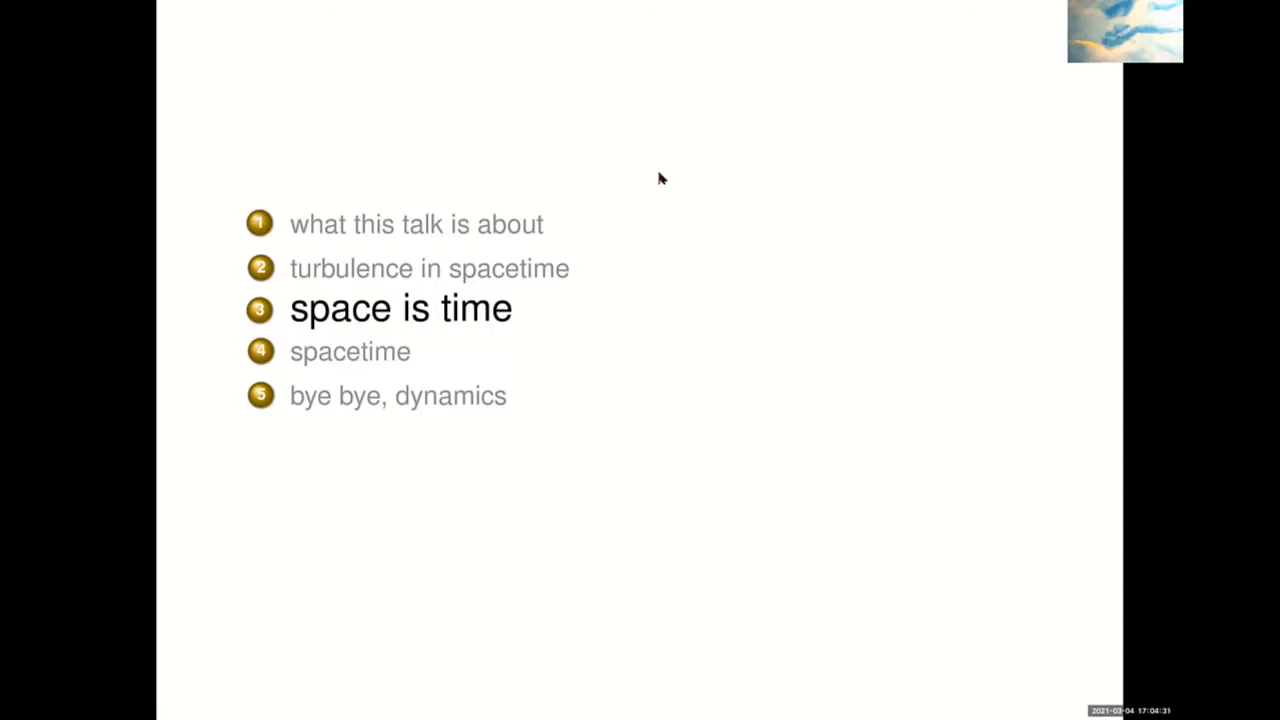 1 what this talk is about
2 turbulence in spacetime
3 space is time
4 spacetime
5 bye bye, dynamics
2021-03-04 17:04:31